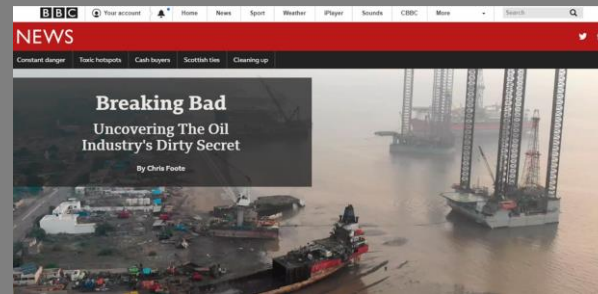 BBC Your account Home News Sport Weather iPlayer Sounds CBBC More Search
NEWS
Constant danger Toxic hotspots Cash buyers Scottish ties Cleaning up
Breaking Bad
Uncovering The Oil
Industry's Dirty Secret
By Chris Foote